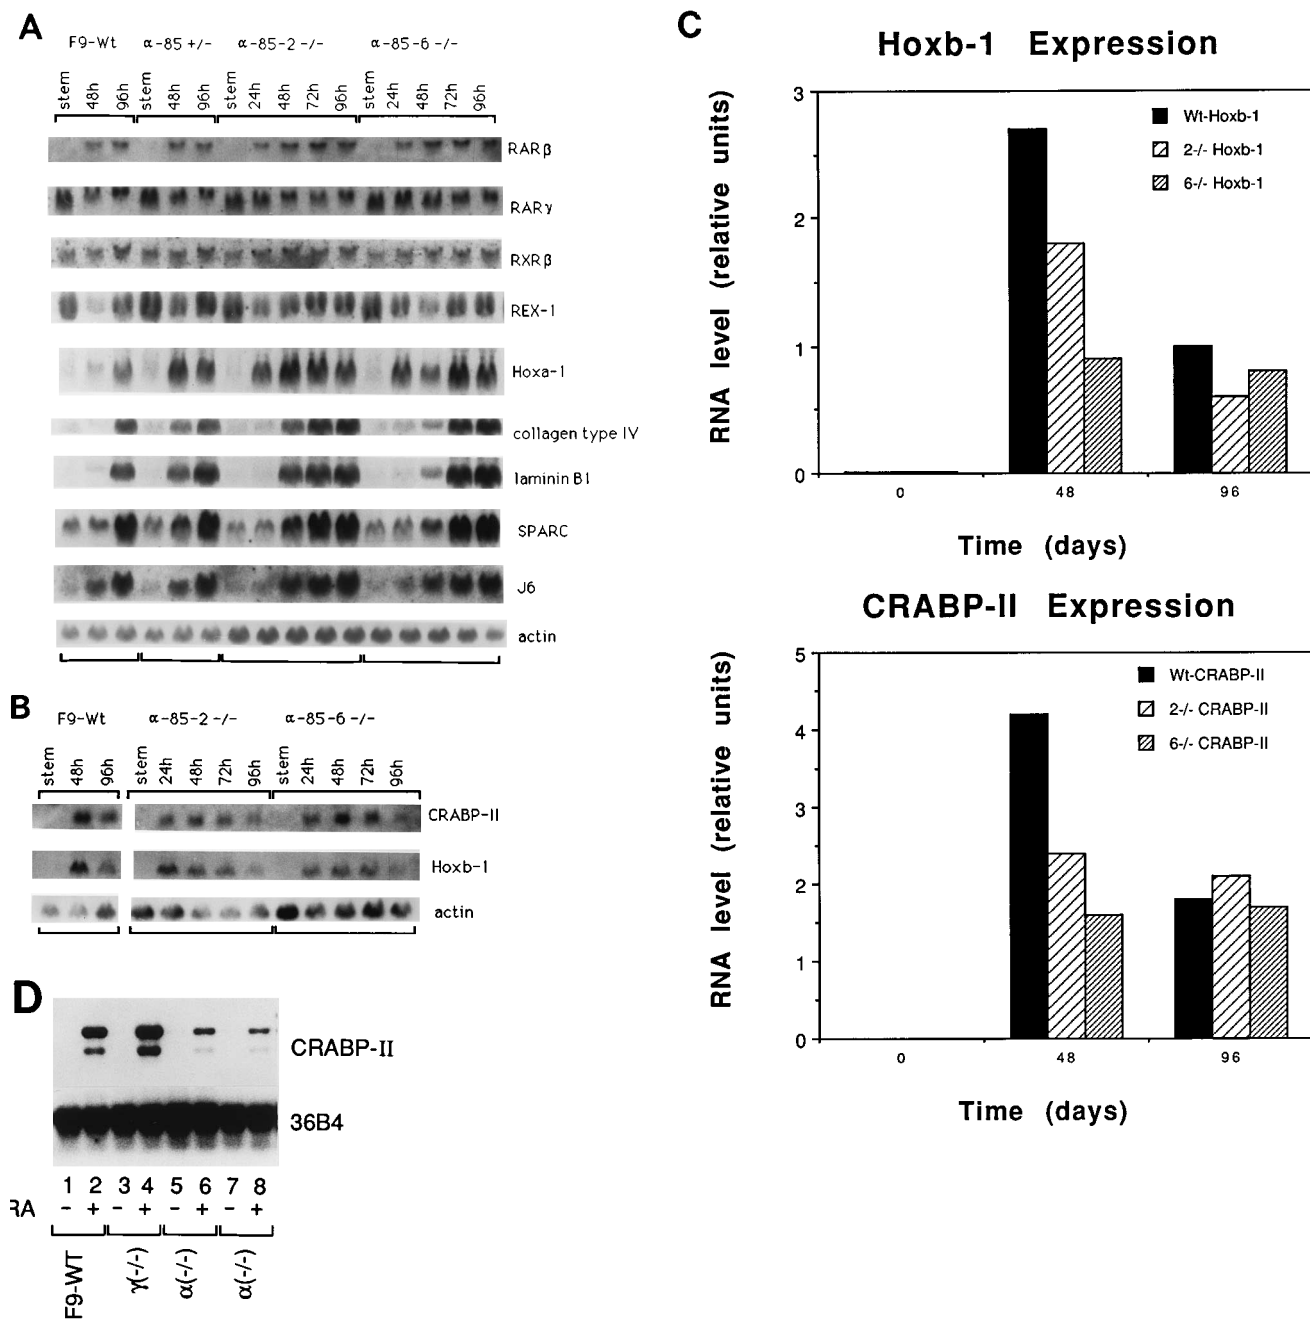 A
F9-Wt α-85 +/- α-85-2 -/- α-85-6 -/-
stem 48h 96h stem 48h 96h stem 24h 48h 72h 96h stem 24h 48h 72h 96h
RARβ
RARγ
RXRβ
REX-1
Hoxa-1
collagen type IV
laminin B1
SPARC
J6
actin
B
F9-Wt α-85-2 -/- α-85-6 -/-
stem 48h 96h stem 24h 48h 72h 96h stem 24h 48h 72h 96h
CRABP-II
Hoxb-1
actin
D
CRABP-II
36B4
1 2 3 4 5 6 7 8
RA - + - + - + - +
F9-WT γ(-/-) α(-/-) α(-/-)
C
Hoxb-1 Expression
RNA level (relative units)
3
2
1
0
Wt-Hoxb-1
2-/- Hoxb-1
6-/- Hoxb-1
0 48 96
Time (days)
CRABP-II Expression
RNA level (relative units)
5
4
3
2
1
0
Wt-CRABP-II
2-/- CRABP-II
6-/- CRABP-II
0 48 96
Time (days)